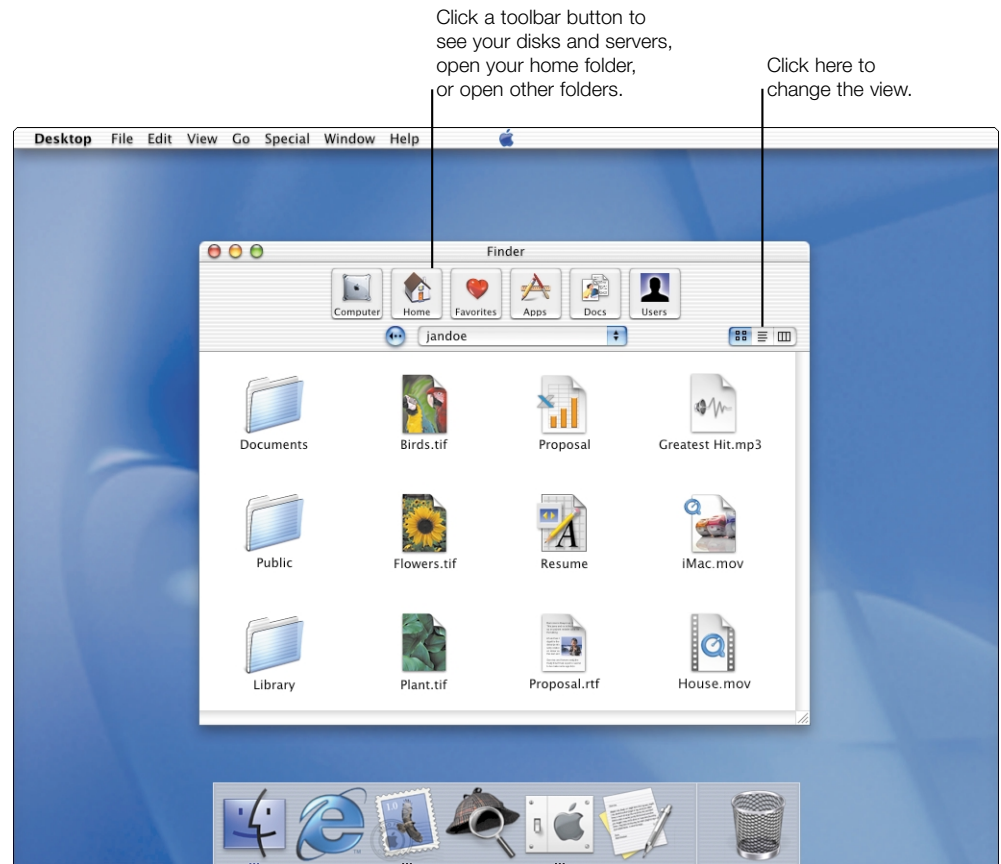 Click a toolbar button to
see your disks and servers,
open your home folder,
or open other folders.
Click here to
change the view.
Desktop File Edit View Go Special Window Help
Finder
Computer Home Favorites Apps Docs Users
jandoe
Documents Birds.tif Proposal Greatest Hit.mp3
Public Flowers.tif Resume iMac.mov
Library Plant.tif Proposal.rtf House.mov
1.0